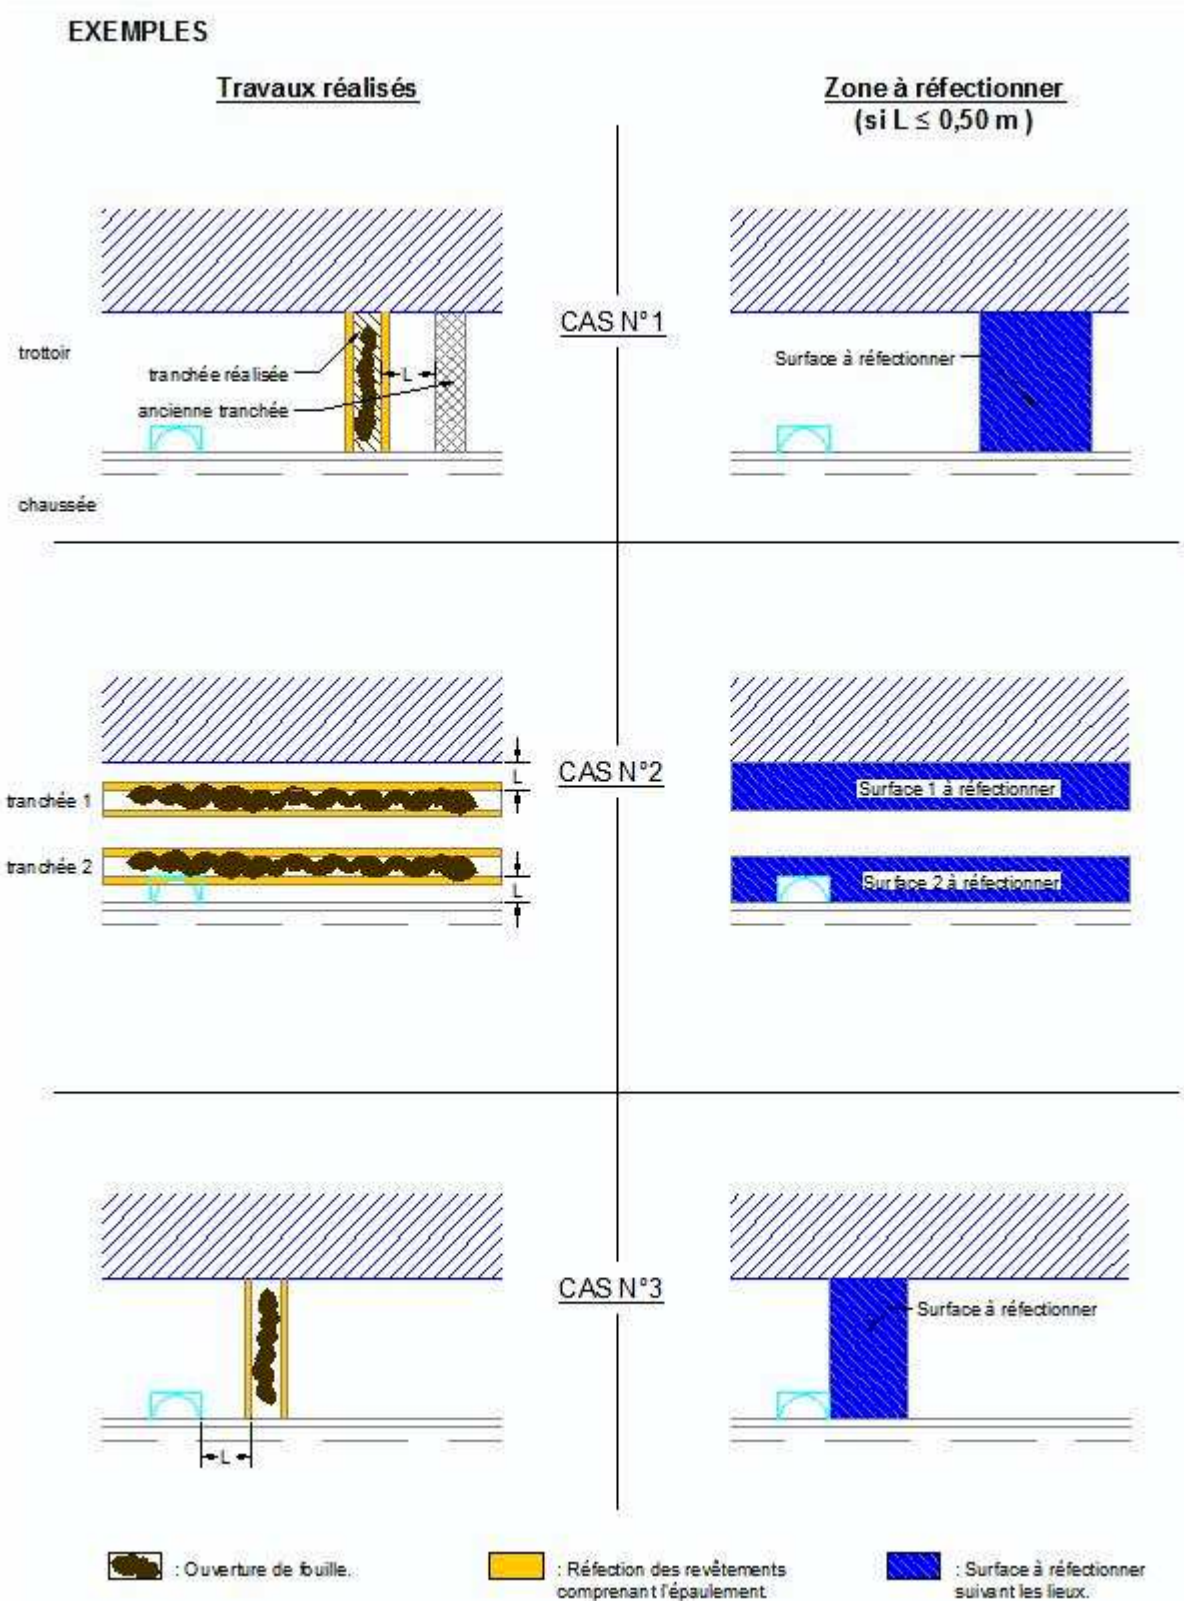 EXEMPLES
Travaux réalisés
Zone à réfectionner
(si L ≤ 0,50 m )
CAS N°1
trottoir
tranchée réalisée
L
ancienne tranchée
Surface à réfectionner
chaussée
CAS N°2
L
tranchée 1
Surface 1 à réfectionner
tranchée 2
L
Surface 2 à réfectionner
CAS N°3
Surface à réfectionner
L
: Ouverture de fouille.
: Réfection des revêtements
comprenant l'épaulement.
: Surface à réfectionner
suivant les lieux.